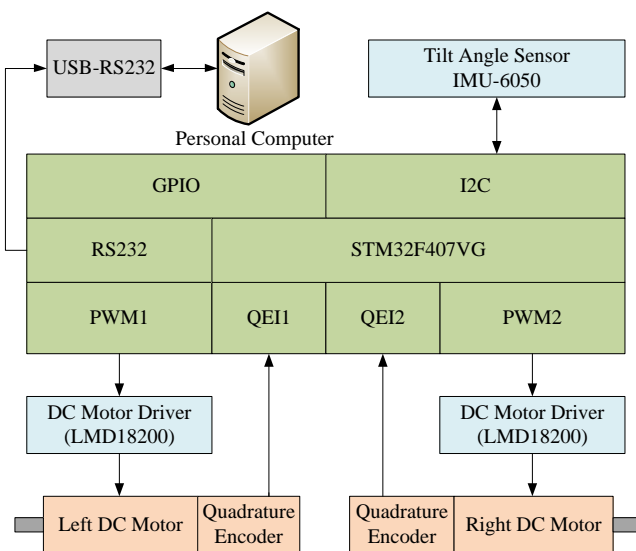 USB-RS232
Personal Computer
Tilt Angle Sensor
IMU-6050
GPIO
I2C
RS232
STM32F407VG
PWM1
QEI1
QEI2
PWM2
DC Motor Driver
(LMD18200)
DC Motor Driver
(LMD18200)
Left DC Motor
Quadrature
Encoder
Quadrature
Encoder
Right DC Motor